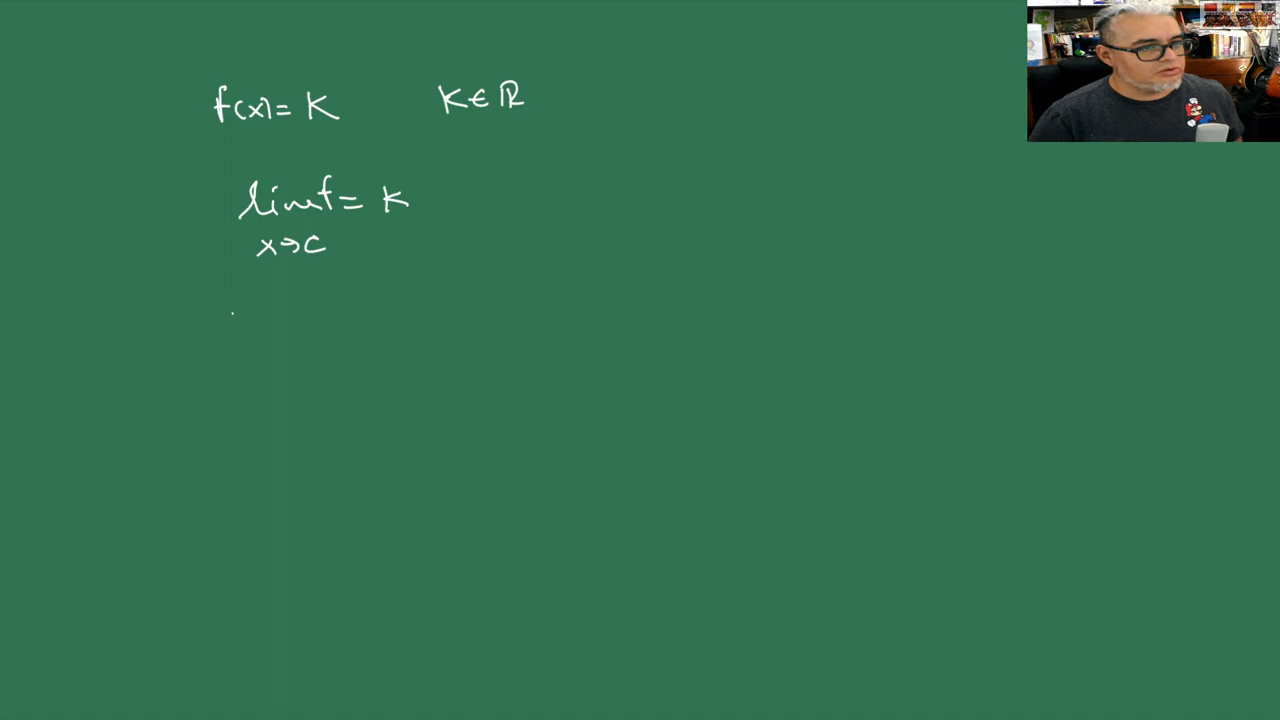 f(x) = K K ∈ ℝ
lim f = K
x→c